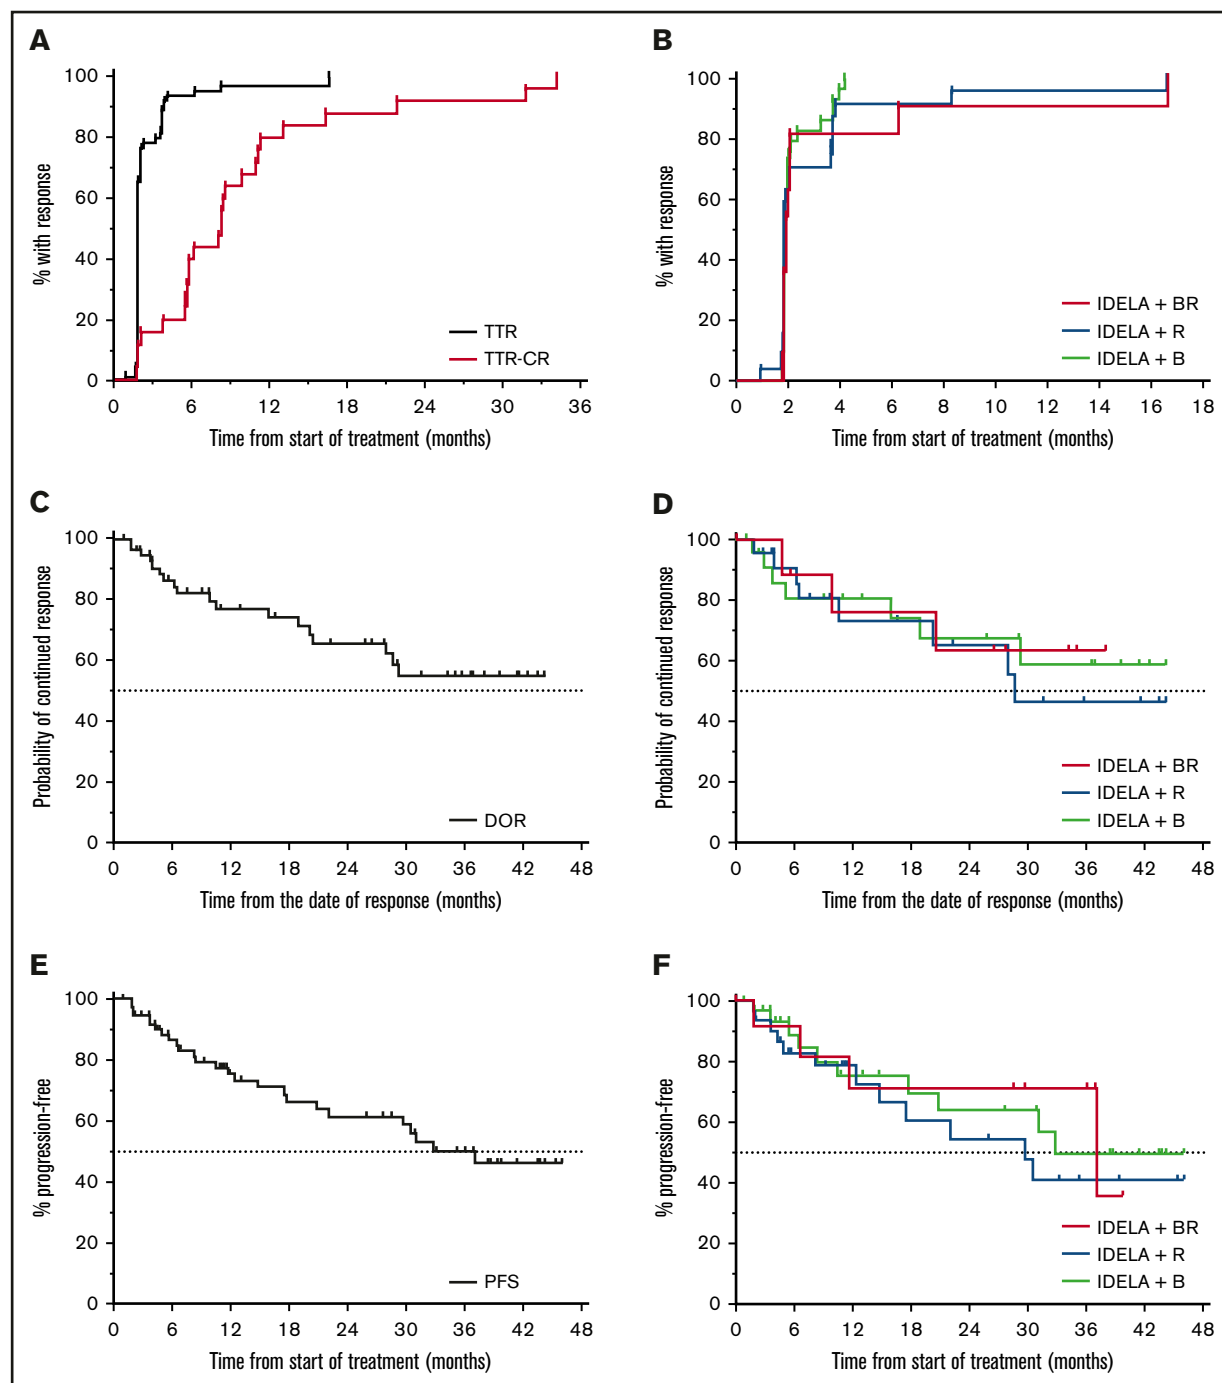 A
% with response
100
80
60
40
20
0
TTR
TTR-CR
0 6 12 18 24 30 36
Time from start of treatment (months)
B
% with response
100
80
60
40
20
0
IDELA + BR
IDELA + R
IDELA + B
0 2 4 6 8 10 12 14 16 18
Time from start of treatment (months)
C
Probability of continued response
100
80
60
40
20
0
DOR
0 6 12 18 24 30 36 42 48
Time from the date of response (months)
D
Probability of continued response
100
80
60
40
20
0
IDELA + BR
IDELA + R
IDELA + B
0 6 12 18 24 30 36 42 48
Time from the date of response (months)
E
% progression-free
100
80
60
40
20
0
PFS
0 6 12 18 24 30 36 42 48
Time from start of treatment (months)
F
% progression-free
100
80
60
40
20
0
IDELA + BR
IDELA + R
IDELA + B
0 6 12 18 24 30 36 42 48
Time from start of treatment (months)